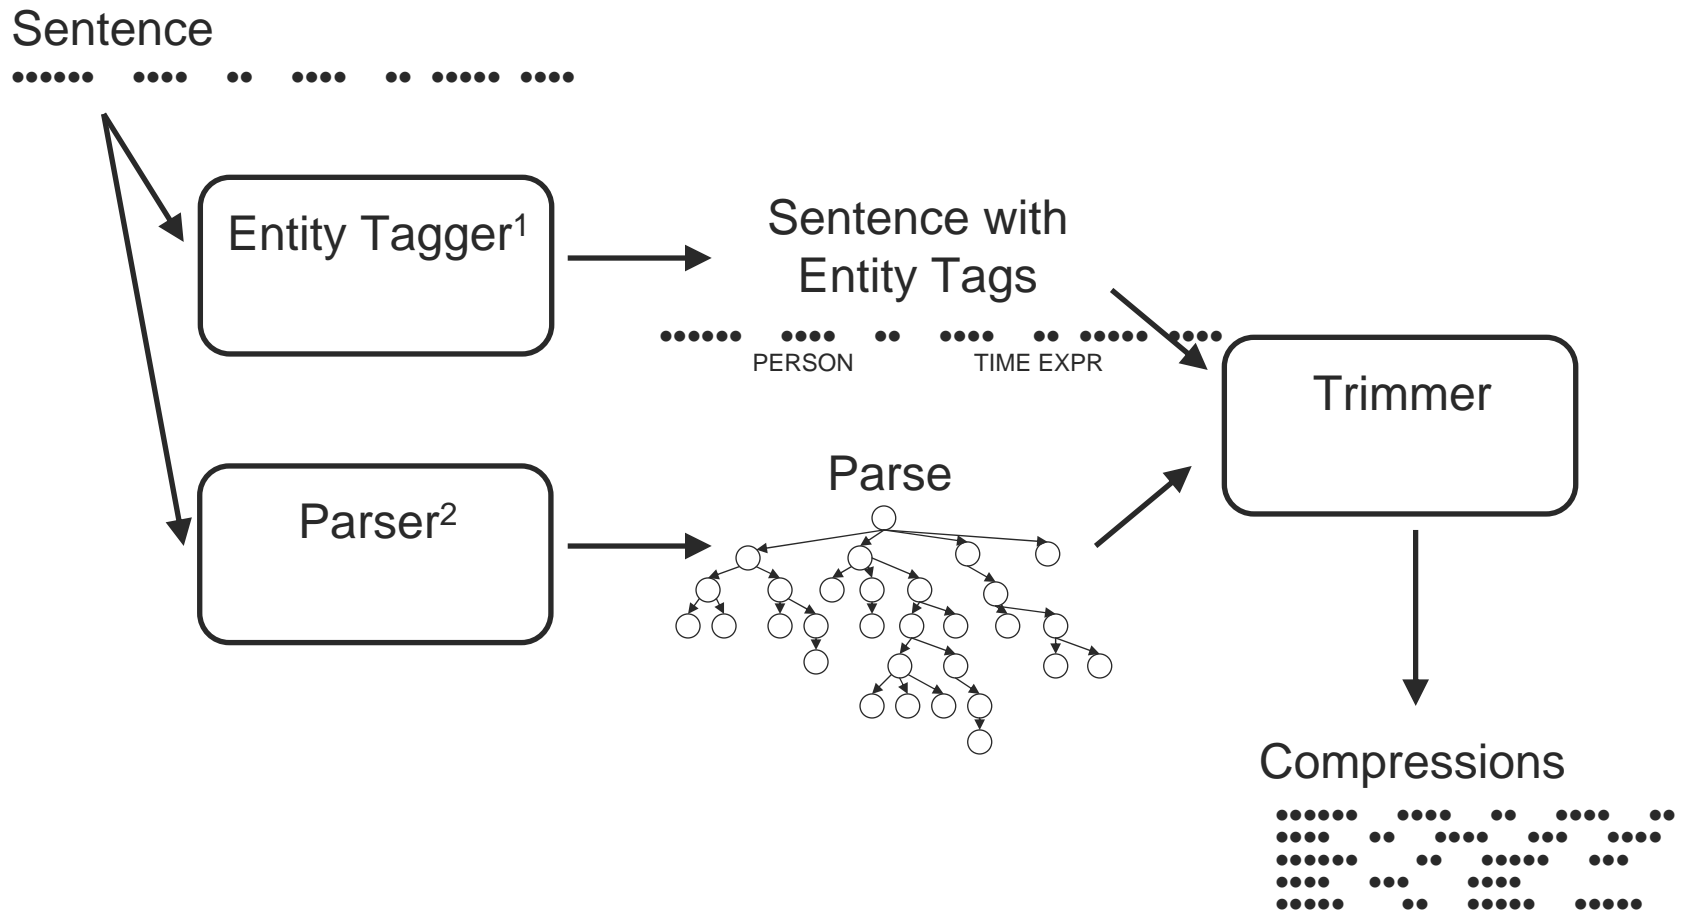 Sentence
Entity Tagger1
Sentence with
Entity Tags
PERSON
TIME EXPR
Trimmer
Parser2
Parse
Compressions